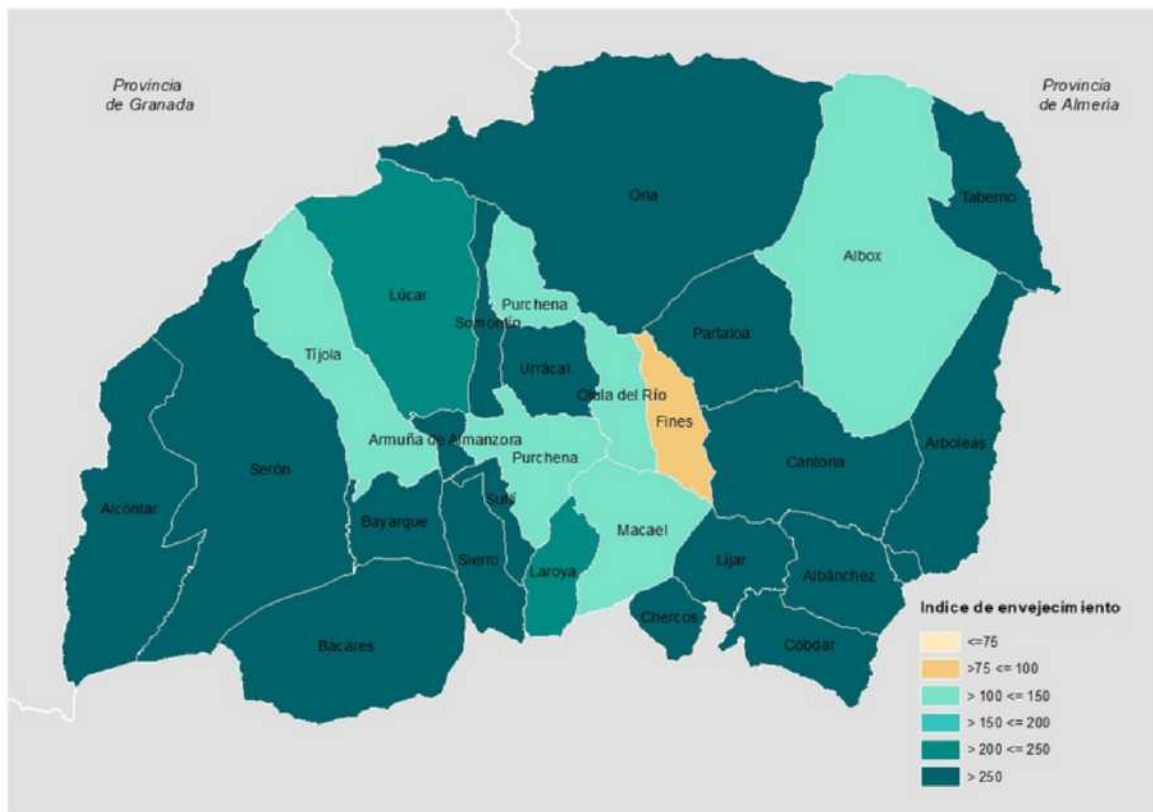 Provincia
de Granada
Provincia
de Almería
Oria
Taberno
Albox
Lúcar
Purchena
Somontín
Partaloa
Tíjola
Urrácal
Olula del Río
Fines
Armuña de Almanzora
Purchena
Cantoria
Arboleas
Serón
Suflí
Alcóntar
Bayarque
Macael
Sierro
Laroya
Líjar
Albánchez
Chercos
Bacares
Cóbdar
Indice de envejecimiento
<=75
>75 <= 100
> 100 <= 150
> 150 <= 200
> 200 <= 250
> 250